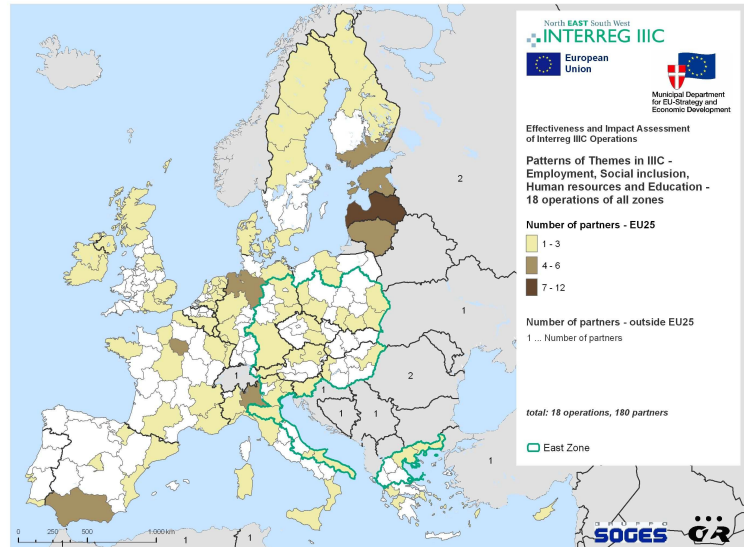 North EAST South West
INTERREG IIIC
European
Union
Municipal Department
for EU-Strategy and
Economic Development
Effectiveness and Impact Assessment
of Interreg IIIC Operations
Patterns of Themes in IIIC -
Employment, Social inclusion,
Human resources and Education -
18 operations of all zones
Number of partners - EU25
1 - 3
4 - 6
7 - 12
Number of partners - outside EU25
1 ... Number of partners
total: 18 operations, 180 partners
East Zone
2
1
1
2
1
1
1
1
0 250 500 1 000 km
1
1
GRUPPO
SOGES
ÖR